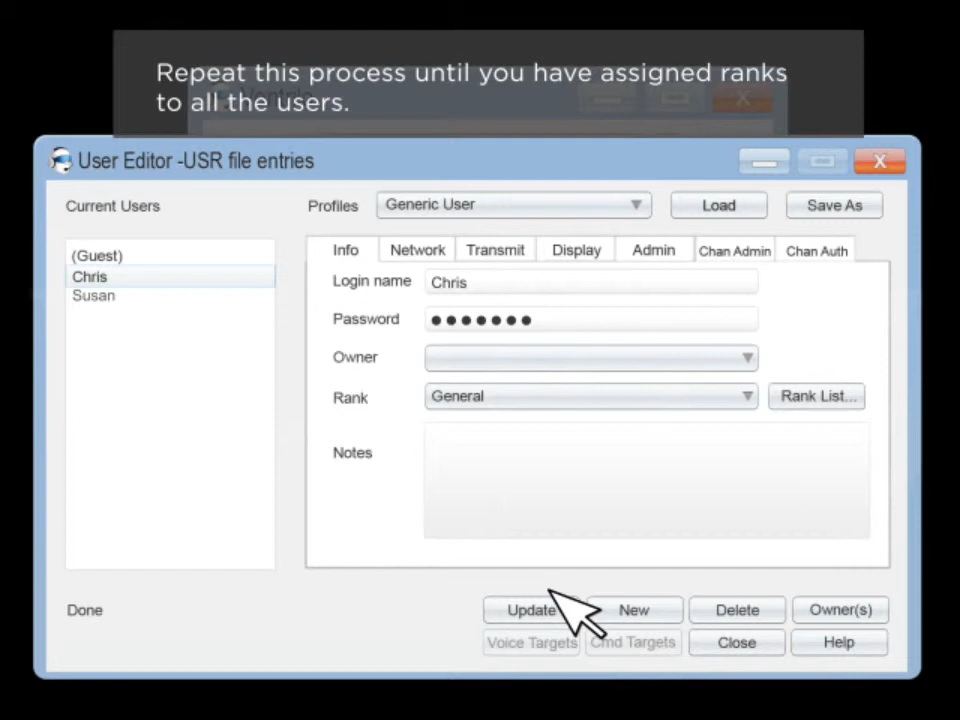 Repeat this process until you have assigned ranks
to all the users.
User Editor -USR file entries
X
Current Users
Profiles
Generic User
Load
Save As
(Guest)
Chris
Susan
Info
Network
Transmit
Display
Admin
Chan Admin
Chan Auth
Login name
Chris
Password
Owner
Rank
General
Rank List...
Notes
Done
Update
New
Delete
Owner(s)
Voice Targets
Cmd Targets
Close
Help